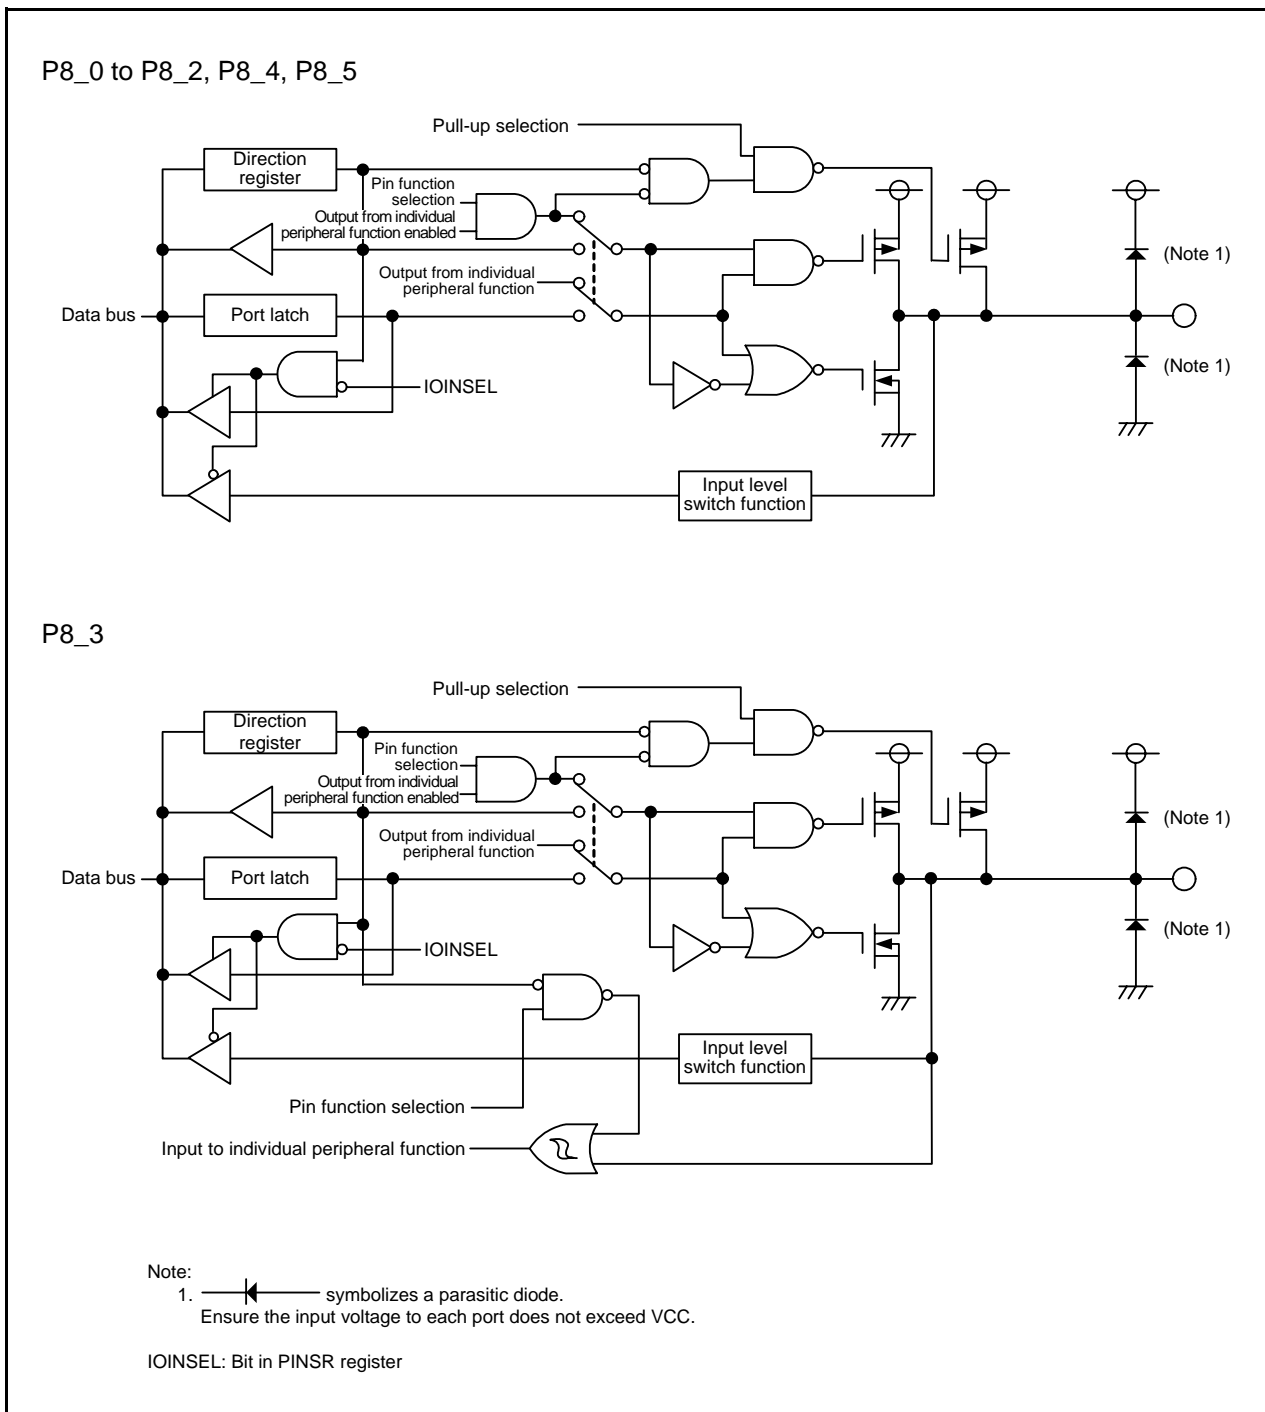 P8_0 to P8_2, P8_4, P8_5
Pull-up selection
Direction
register
Pin function
selection
Output from individual
peripheral function enabled
(Note 1)
Output from individual
peripheral function
Data bus
Port latch
(Note 1)
IOINSEL
Input level
switch function
P8_3
Pull-up selection
Direction
register
Pin function
selection
Output from individual
peripheral function enabled
(Note 1)
Output from individual
peripheral function
Data bus
Port latch
(Note 1)
IOINSEL
Input level
switch function
Pin function selection
Input to individual peripheral function
Note:
1. symbolizes a parasitic diode.
Ensure the input voltage to each port does not exceed VCC.
IOINSEL: Bit in PINSR register